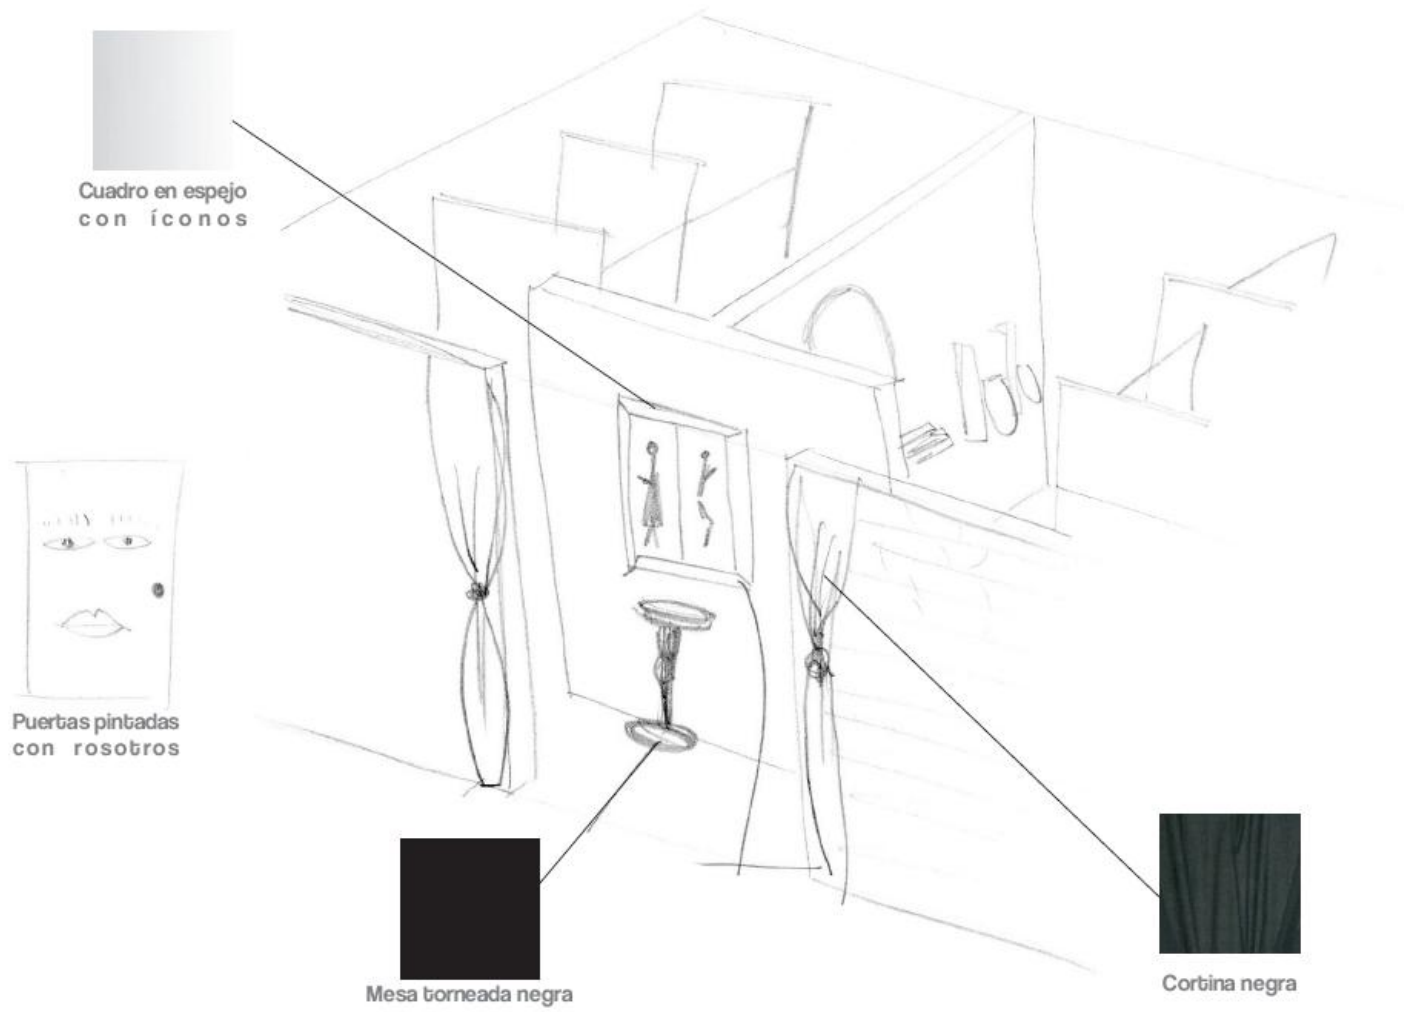 Cuadro en espejo
con íconos
Puertas pintadas
con rosotros
Mesa torneada negra
Cortina negra